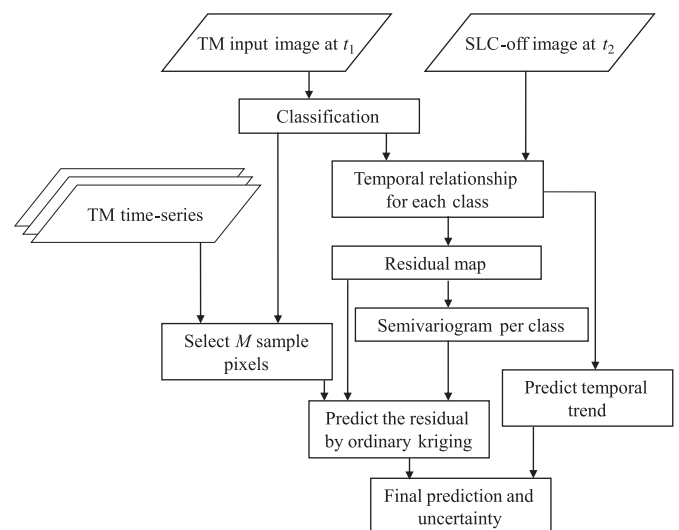 TM input image at t1
SLC-off image at t2
Classification
Temporal relationship
for each class
TM time-series
Residual map
Semivariogram per class
Select M sample
pixels
Predict temporal
trend
Predict the residual
by ordinary kriging
Final prediction and
uncertainty